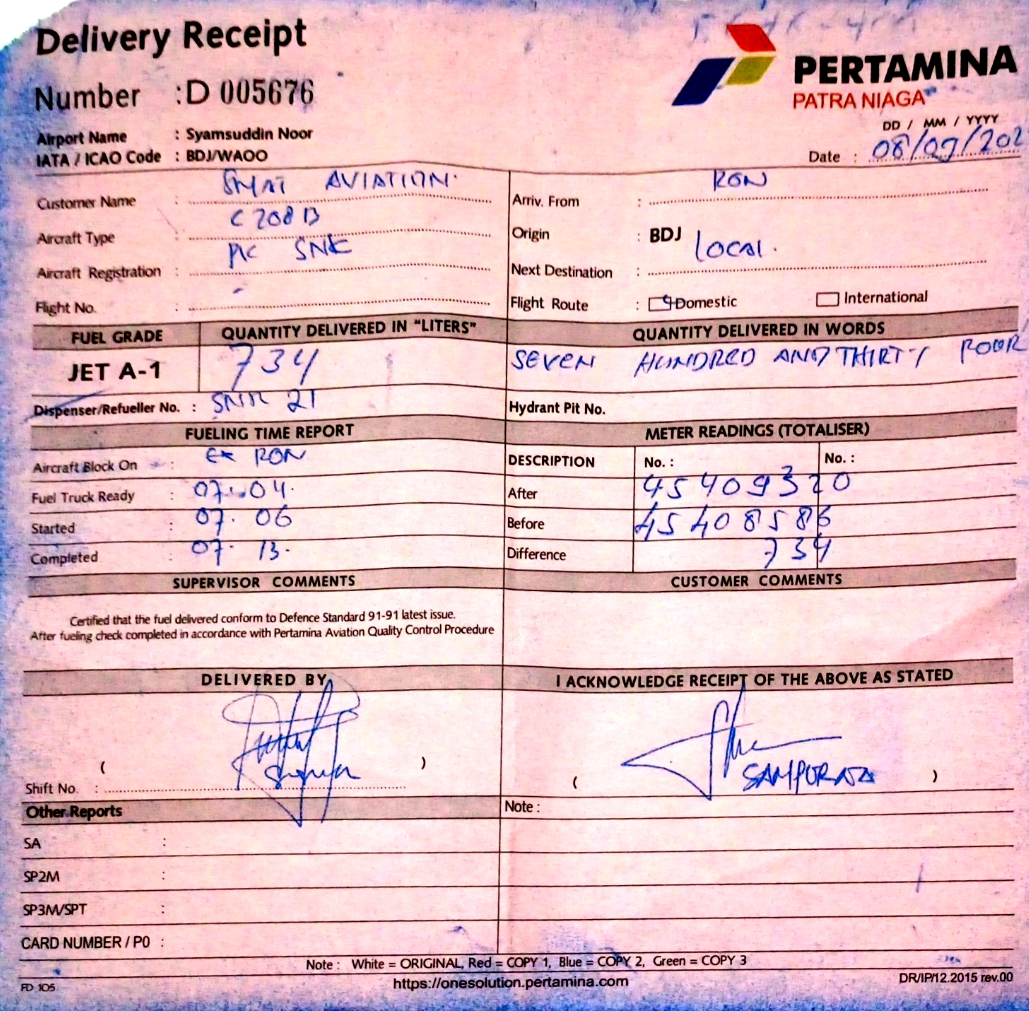 Delivery Receipt
Number : D 005676
PERTAMINA
PATRA NIAGA
Airport Name : Syamsuddin Noor
IATA / ICAO Code : BDJ/WAOO
DD / MM / YYYY
Date : 08/09/202
Customer Name : SMAT AVIATION.
Arriv. From : RON
Aircraft Type : C 208 B
Origin : BDJ
Aircraft Registration : PK SNK
Next Destination : LOCAL.
Flight No. :
Flight Route : Domestic International
FUEL GRADE QUANTITY DELIVERED IN "LITERS" QUANTITY DELIVERED IN WORDS
JET A-1 734 SEVEN HUNDRED AND THIRTY FOUR
Dispenser/Refueller No. : 21
Hydrant Pit No.
FUELING TIME REPORT METER READINGS (TOTALISER)
Aircraft Block On : EX RON
DESCRIPTION No. : No. :
Fuel Truck Ready : 07.04.
After 45409320
Started : 07.06
Before 45408586
Completed : 07.13.
Difference 734
SUPERVISOR COMMENTS CUSTOMER COMMENTS
Certified that the fuel delivered conform to Defence Standard 91-91 latest issue.
After fueling check completed in accordance with Pertamina Aviation Quality Control Procedure
DELIVERED BY I ACKNOWLEDGE RECEIPT OF THE ABOVE AS STATED
( ) ( SAMPURNA )
Shift No. :
Other Reports Note :
SA :
SP2M :
SP3M/SPT :
CARD NUMBER / PO :
Note : White = ORIGINAL, Red = COPY 1, Blue = COPY 2, Green = COPY 3
FD 105 https://onesolution.pertamina.com DR/IP/12.2015 rev.00